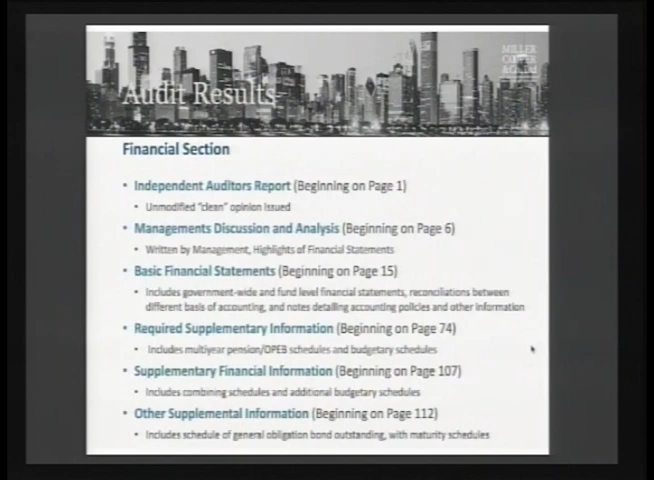 MILLER
COOPER
& Co., Ltd
Audit Results
Financial Section
• Independent Auditors Report (Beginning on Page 1)
• Unmodified "clean" opinion issued
• Managements Discussion and Analysis (Beginning on Page 6)
• Written by Management, Highlights of Financial Statements
• Basic Financial Statements (Beginning on Page 15)
• Includes government-wide and fund level financial statements, reconciliations between
different basis of accounting, and notes detailing accounting policies and other information
• Required Supplementary Information (Beginning on Page 74)
• Includes multiyear pension/OPEB schedules and budgetary schedules
• Supplementary Financial Information (Beginning on Page 107)
• Includes combining schedules and additional budgetary schedules
• Other Supplemental Information (Beginning on Page 112)
• Includes schedule of general obligation bond outstanding, with maturity schedules